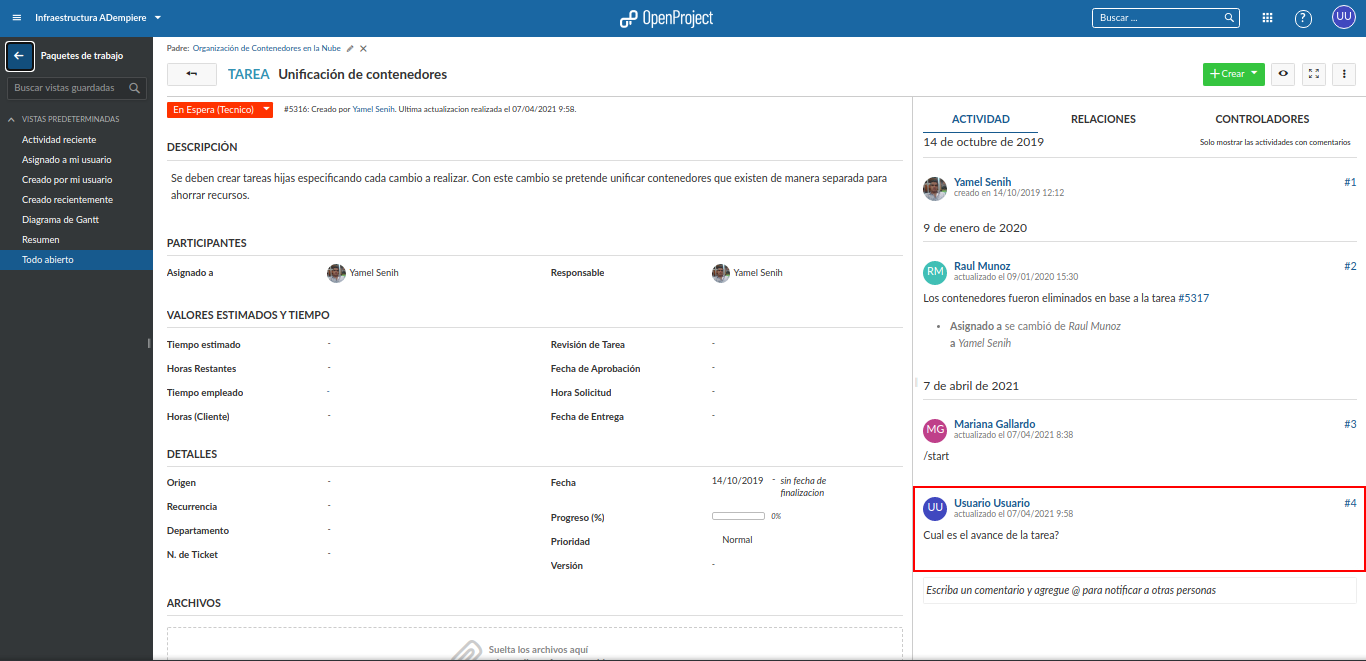 Infraestructura ADempiere
OpenProject
Buscar ...
?
UU
Paquetes de trabajo
Buscar vistas guardadas
VISTAS PREDETERMINADAS
Actividad reciente
Asignado a mi usuario
Creado por mi usuario
Creado recientemente
Diagrama de Gantt
Resumen
Todo abierto
Padre: Organización de Contenedores en la Nube
TAREA Unificación de contenedores
+ Crear
En Espera (Tecnico)
#5316: Creado por Yamel Senih. Ultima actualizacion realizada el 07/04/2021 9:58.
DESCRIPCIÓN
Se deben crear tareas hijas especificando cada cambio a realizar. Con este cambio se pretende unificar contenedores que existen de manera separada para
ahorrar recursos.
PARTICIPANTES
Asignado a Yamel Senih Responsable Yamel Senih
VALORES ESTIMADOS Y TIEMPO
Tiempo estimado - Revisión de Tarea -
Horas Restantes - Fecha de Aprobación -
Tiempo empleado - Hora Solicitud -
Horas (Cliente) - Fecha de Entrega -
DETALLES
Origen - Fecha 14/10/2019 - sin fecha de
finalizacion
Recurrencia - Progreso (%) 0%
Departamento - Prioridad Normal
N. de Ticket - Versión -
ARCHIVOS
Suelte los archivos aquí
ACTIVIDAD RELACIONES CONTROLADORES
14 de octubre de 2019 Solo mostrar las actividades con comentarios
Yamel Senih #1
creado en 14/10/2019 12:12
9 de enero de 2020
RM Raul Munoz #2
actualizado el 09/01/2020 15:30
Los contenedores fueron eliminados en base a la tarea #5317
• Asignado a se cambió de Raul Munoz
a Yamel Senih
7 de abril de 2021
MG Mariana Gallardo #3
actualizado el 07/04/2021 8:38
/start
UU Usuario Usuario #4
actualizado el 07/04/2021 9:58
Cual es el avance de la tarea?
Escriba un comentario y agregue @ para notificar a otras personas